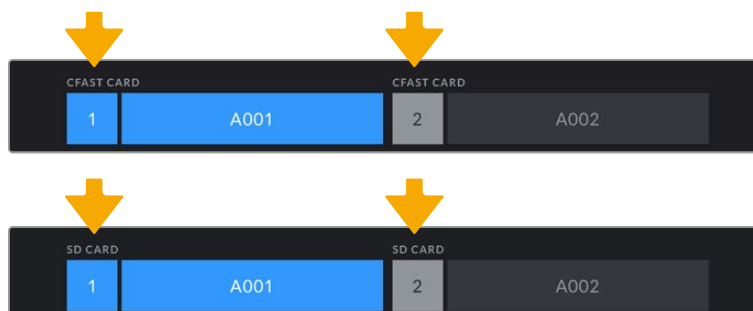 CFAST CARD CFAST CARD
1 A001 2 A002
SD CARD SD CARD
1 A001 2 A002